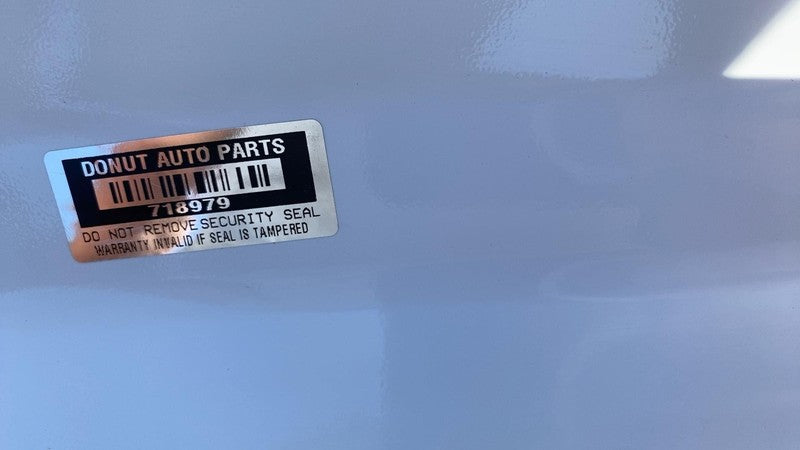 DONUT AUTO PARTS
718979
DO NOT REMOVE SECURITY SEAL
WARRANTY INVALID IF SEAL IS TAMPERED